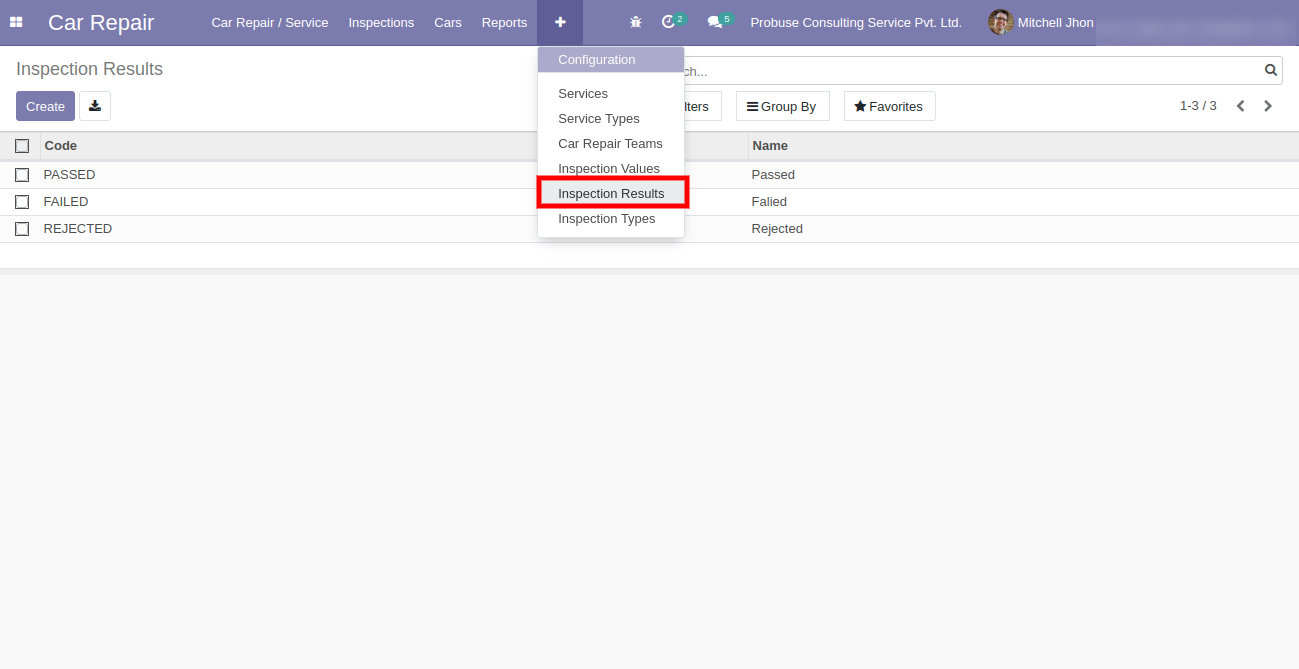 Car Repair
Car Repair / Service Inspections Cars Reports
2 5 Probuse Consulting Service Pvt. Ltd. Mitchell Jhon
Inspection Results
Configuration
ch...
Create
Services
Service Types
Car Repair Teams
Inspection Values
Inspection Results
Inspection Types
lters Group By Favorites
1-3 / 3
Code Name
PASSED Passed
FAILED Falied
REJECTED Rejected